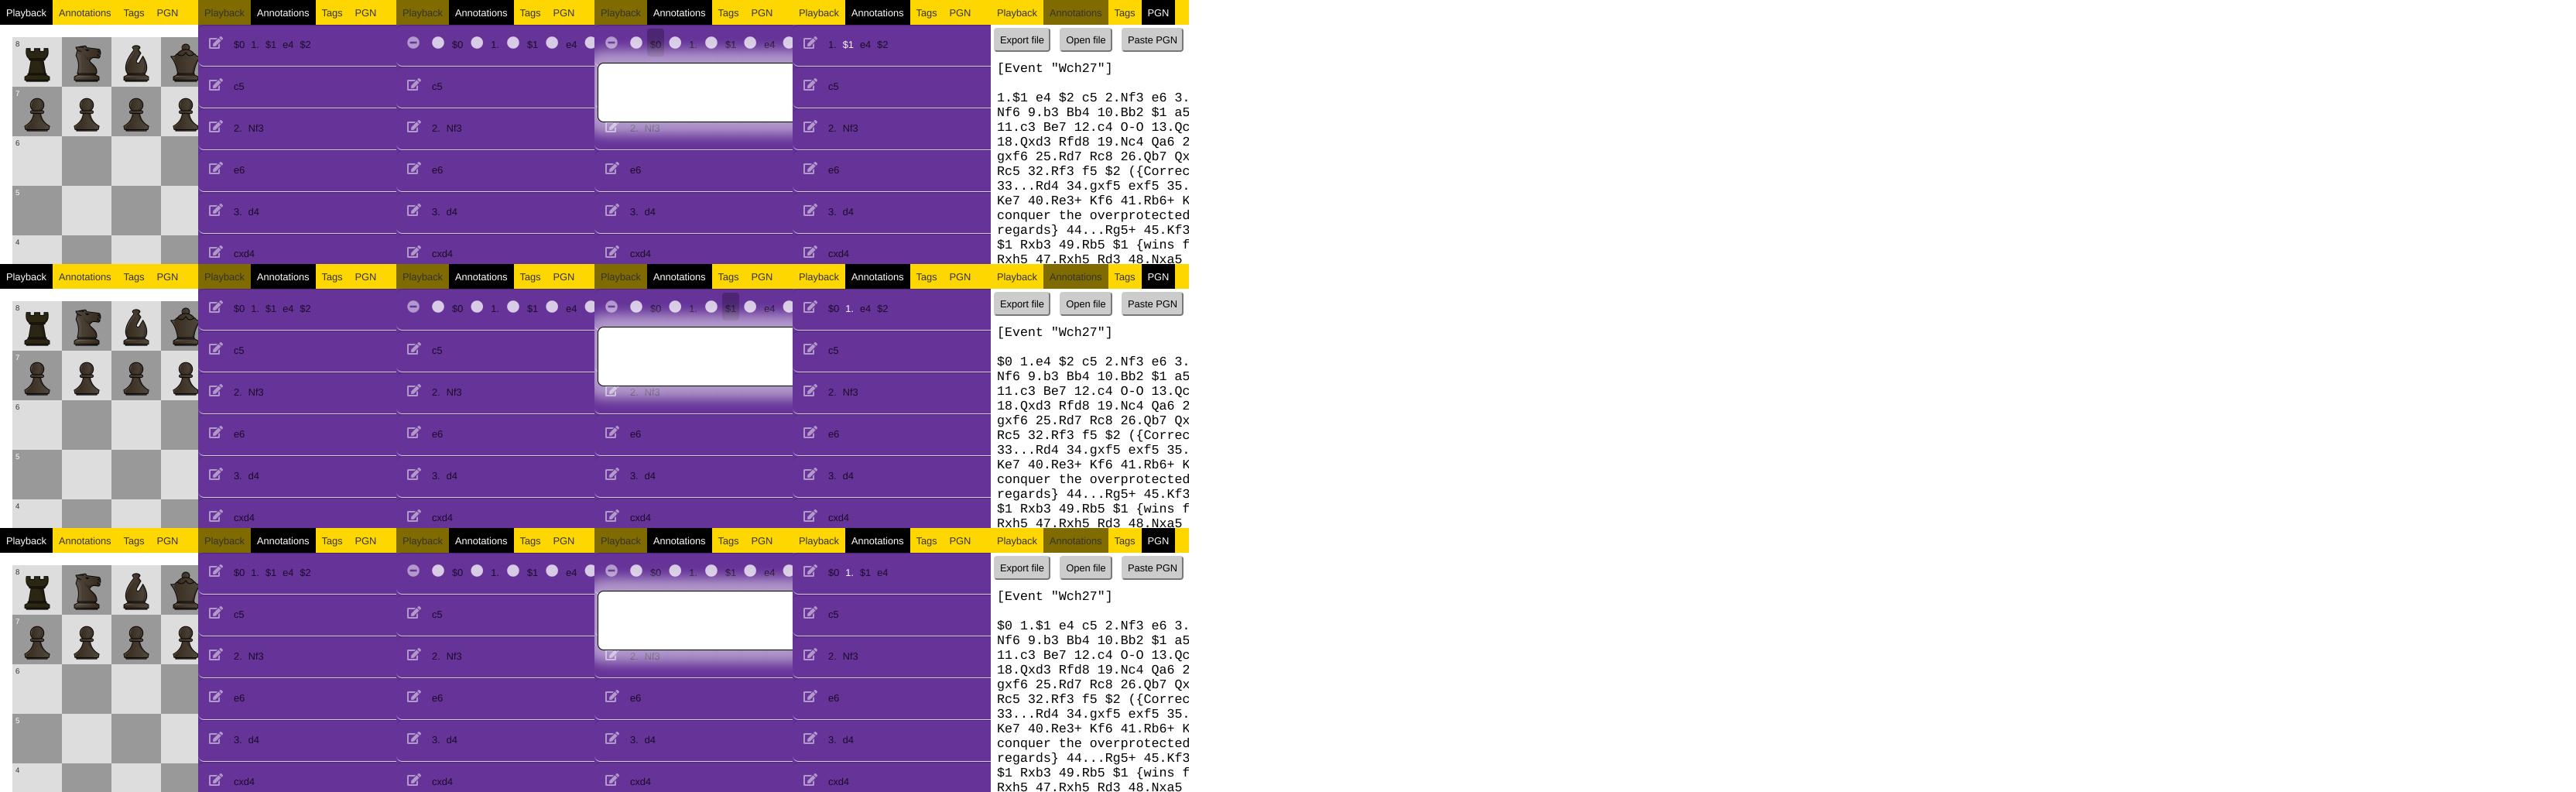 Playback Annotations Tags PGN Playback Annotations Tags PGN Playback Annotations Tags PGN Playback Annotations Tags PGN Playback Annotations Tags PGN Playback Annotations Tags PGN
8
7
6
5
4
$0 1. $1 e4 $2
c5
2. Nf3
e6
3. d4
cxd4
$0 1. $1 e4
c5
2. Nf3
e6
3. d4
cxd4
$0 1. $1 e4
2. Nf3
e6
3. d4
cxd4
1. $1 e4 $2
c5
2. Nf3
e6
3. d4
cxd4
Export file Open file Paste PGN
[Event "Wch27"]
1.$1 e4 $2 c5 2.Nf3 e6 3.
Nf6 9.b3 Bb4 10.Bb2 $1 a5
11.c3 Be7 12.c4 O-O 13.Qc
18.Qxd3 Rfd8 19.Nc4 Qa6 2
gxf6 25.Rd7 Rc8 26.Qb7 Qx
Rc5 32.Rf3 f5 $2 ({Correc
33...Rd4 34.gxf5 exf5 35.
Ke7 40.Re3+ Kf6 41.Rb6+ K
conquer the overprotected
regards} 44...Rg5+ 45.Kf3
$1 Rxb3 49.Rb5 $1 {wins f
Rxh5 47.Rxh5 Rd3 48.Nxa5
Playback Annotations Tags PGN Playback Annotations Tags PGN Playback Annotations Tags PGN Playback Annotations Tags PGN Playback Annotations Tags PGN Playback Annotations Tags PGN
8
7
6
5
4
$0 1. $1 e4 $2
c5
2. Nf3
e6
3. d4
cxd4
$0 1. $1 e4
c5
2. Nf3
e6
3. d4
cxd4
$0 1. $1 e4
2. Nf3
e6
3. d4
cxd4
$0 1. e4 $2
c5
2. Nf3
e6
3. d4
cxd4
Export file Open file Paste PGN
[Event "Wch27"]
$0 1.e4 $2 c5 2.Nf3 e6 3.
Nf6 9.b3 Bb4 10.Bb2 $1 a5
11.c3 Be7 12.c4 O-O 13.Qc
18.Qxd3 Rfd8 19.Nc4 Qa6 2
gxf6 25.Rd7 Rc8 26.Qb7 Qx
Rc5 32.Rf3 f5 $2 ({Correc
33...Rd4 34.gxf5 exf5 35.
Ke7 40.Re3+ Kf6 41.Rb6+ K
conquer the overprotected
regards} 44...Rg5+ 45.Kf3
$1 Rxb3 49.Rb5 $1 {wins f
Rxh5 47.Rxh5 Rd3 48.Nxa5
Playback Annotations Tags PGN Playback Annotations Tags PGN Playback Annotations Tags PGN Playback Annotations Tags PGN Playback Annotations Tags PGN Playback Annotations Tags PGN
8
7
6
5
4
$0 1. $1 e4 $2
c5
2. Nf3
e6
3. d4
cxd4
$0 1. $1 e4
c5
2. Nf3
e6
3. d4
cxd4
$0 1. $1 e4
2. Nf3
e6
3. d4
cxd4
$0 1. $1 e4
c5
2. Nf3
e6
3. d4
cxd4
Export file Open file Paste PGN
[Event "Wch27"]
$0 1.$1 e4 c5 2.Nf3 e6 3.
Nf6 9.b3 Bb4 10.Bb2 $1 a5
11.c3 Be7 12.c4 O-O 13.Qc
18.Qxd3 Rfd8 19.Nc4 Qa6 2
gxf6 25.Rd7 Rc8 26.Qb7 Qx
Rc5 32.Rf3 f5 $2 ({Correc
33...Rd4 34.gxf5 exf5 35.
Ke7 40.Re3+ Kf6 41.Rb6+ K
conquer the overprotected
regards} 44...Rg5+ 45.Kf3
$1 Rxb3 49.Rb5 $1 {wins f
Rxh5 47.Rxh5 Rd3 48.Nxa5